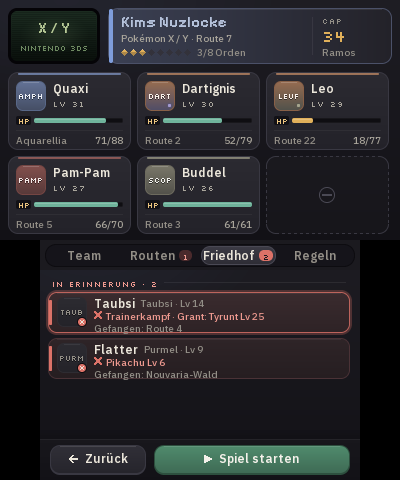 X/Y
NINTENDO 3DS
Kims Nuzlocke
Pokémon X/Y · Route 7
3/8 Orden
CAP
34
Ramos
AMPH
Quaxi
LV 31
HP
Aquarellia 71/88
DART
Dartignis
LV 30
HP
Route 2 52/79
LEUF
Leo
LV 29
HP
Route 22 18/77
PAMP
Pam-Pam
LV 27
HP
Route 5 66/70
SCOP
Buddel
LV 26
HP
Route 3 61/61
Team Routen 1 Friedhof 2 Regeln
IN ERINNERUNG · 2
TAUB
Taubsi Taubsi · Lv 14
Trainerkampf · Grant: Tyrunt Lv 25
Gefangen: Route 4
PURM
Flatter Purmel · Lv 9
Pikachu Lv 6
Gefangen: Nouvaria-Wald
← Zurück
▶ Spiel starten